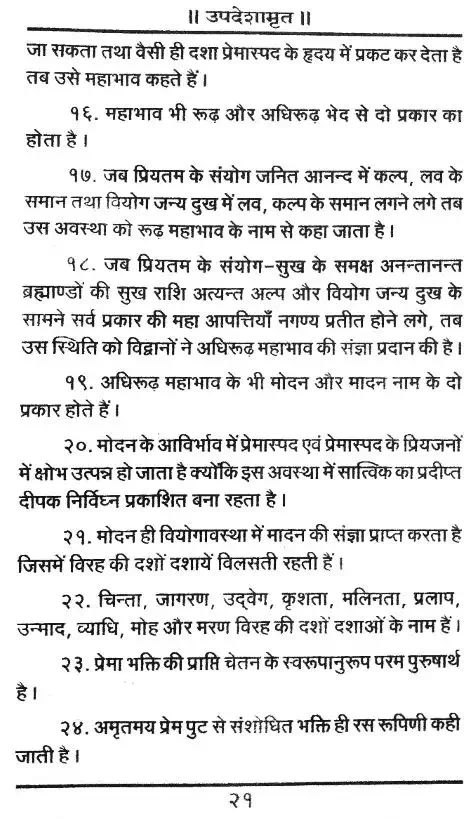 ॥ उपदेशामृत ॥
जा सकता तथा वैसी ही दशा प्रेमास्पद के हृदय में प्रकट कर देता है
तब उसे महाभाव कहते हैं।
१६. महाभाव भी रूढ़ और अधिरूढ़ भेद से दो प्रकार का
होता है।
१७. जब प्रियतम के संयोग जनित आनन्द में कल्प, लव के
समान तथा वियोग जन्य दुख में लव, कल्प के समान लगने लगे तब
उस अवस्था को रूढ़ महाभाव के नाम से कहा जाता है।
१८. जब प्रियतम के संयोग-सुख के समक्ष अनन्तानन्त
ब्रह्माण्डों की सुख राशि अत्यन्त अल्प और वियोग जन्य दुख के
सामने सर्व प्रकार की महा आपत्तियाँ नगण्य प्रतीत होने लगे, तब
उस स्थिति को विद्वानों ने अधिरूढ़ महाभाव की संज्ञा प्रदान की है।
१९. अधिरूढ़ महाभाव के भी मोदन और मादन नाम के दो
प्रकार होते हैं।
२०. मोदन के आविर्भाव में प्रेमास्पद एवं प्रेमास्पद के प्रियजनों
में क्षोभ उत्पन्न हो जाता है क्योंकि इस अवस्था में सात्विक का प्रदीप्त
दीपक निर्विघ्न प्रकाशित बना रहता है।
२१. मोदन ही वियोगावस्था में मादन की संज्ञा प्राप्त करता है
जिसमें विरह की दशों दशायें विलसती रहती हैं।
२२. चिन्ता, जागरण, उद्वेग, कृशता, मलिनता, प्रलाप,
उन्माद, व्याधि, मोह और मरण विरह की दशों दशाओं के नाम हैं।
२३. प्रेमा भक्ति की प्राप्ति चेतन के स्वरूपानुरूप परम पुरुषार्थ
है।
२४. अमृतमय प्रेम पुट से संशोधित भक्ति ही रस रूपिणी कही
जाती है।
२१